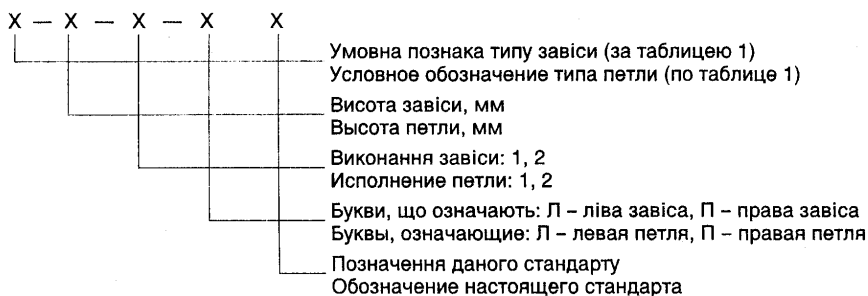 X – X – X – X X
Умовна познака типу завіси (за таблицею 1)
Условное обозначение типа петли (по таблице 1)
Висота завіси, мм
Высота петли, мм
Виконання завіси: 1, 2
Исполнение петли: 1, 2
Букви, що означають: Л – ліва завіса, П – права завіса
Буквы, означающие: Л – левая петля, П – правая петля
Позначення даного стандарту
Обозначение настоящего стандарта